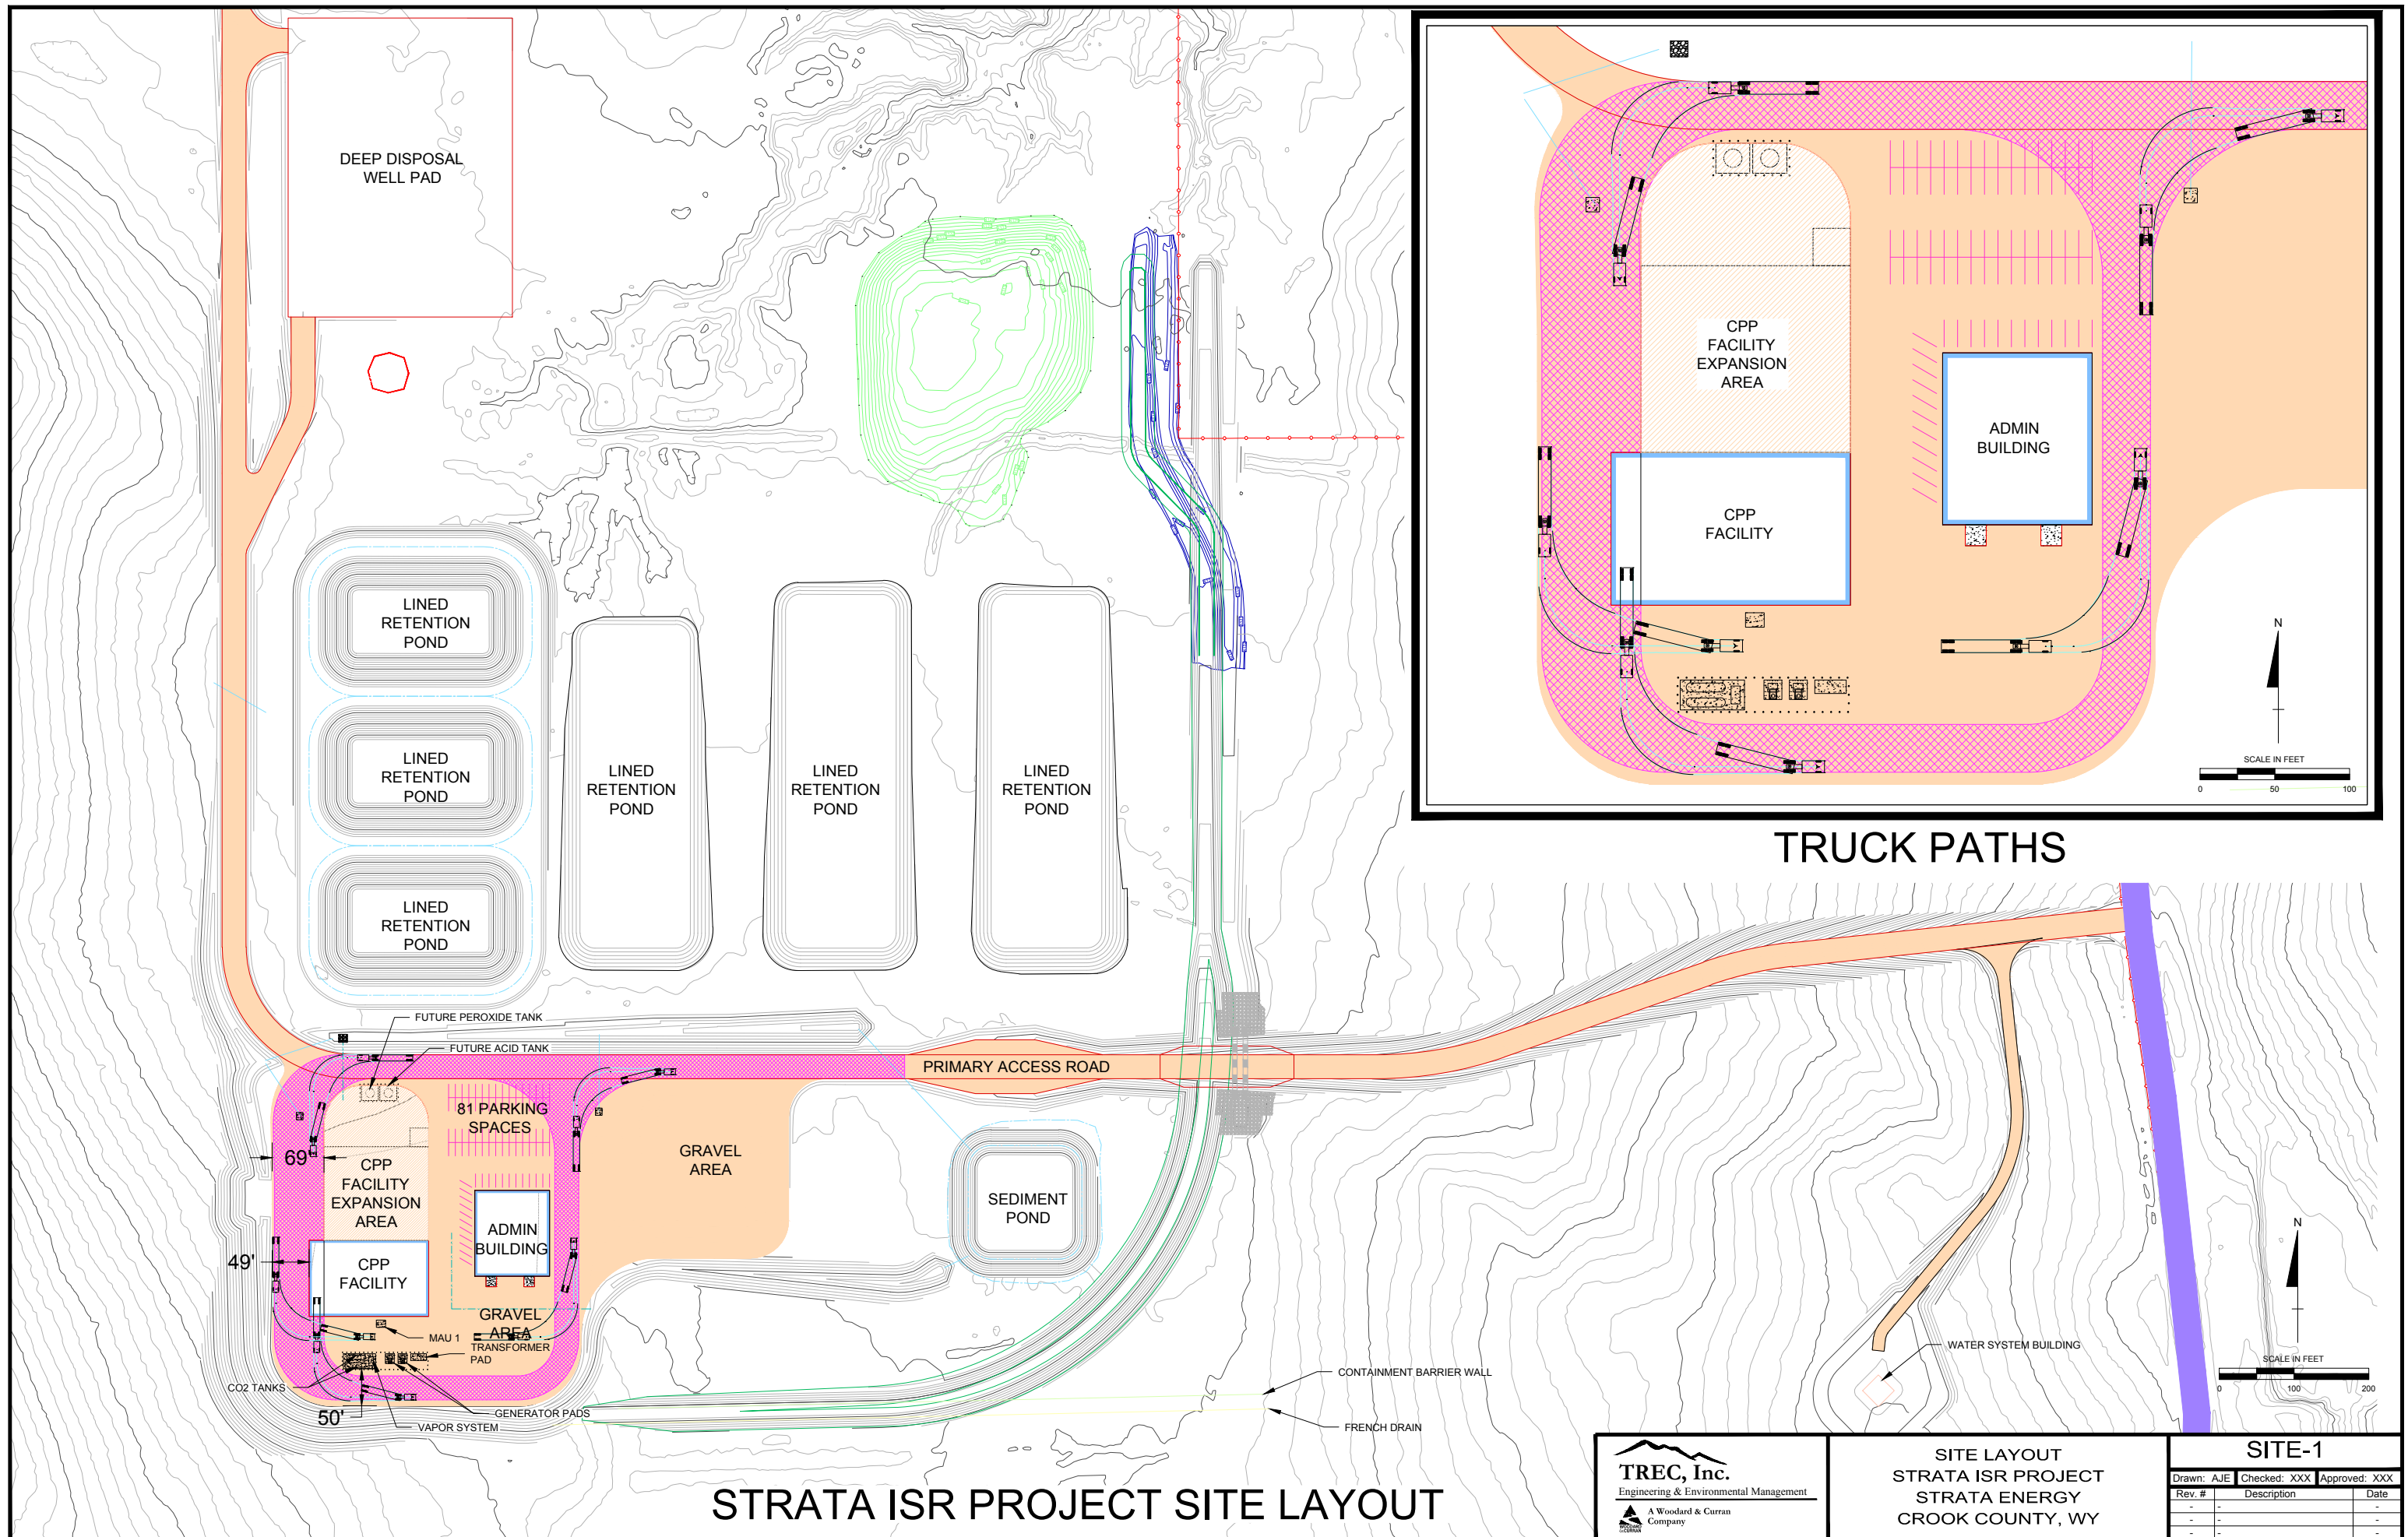 DEEP DISPOSAL
WELL PAD
LINED
RETENTION
POND
LINED
RETENTION
POND
LINED
RETENTION
POND
LINED
RETENTION
POND
LINED
RETENTION
POND
LINED
RETENTION
POND
FUTURE PEROXIDE TANK
FUTURE ACID TANK
PRIMARY ACCESS ROAD
81 PARKING
SPACES
GRAVEL
AREA
69'
CPP
FACILITY
EXPANSION
AREA
ADMIN
BUILDING
SEDIMENT
POND
49'
CPP
FACILITY
GRAVEL
AREA
MAU 1
TRANSFORMER
PAD
CO2 TANKS
50'
GENERATOR PADS
VAPOR SYSTEM
CONTAINMENT BARRIER WALL
FRENCH DRAIN
WATER SYSTEM BUILDING
N
SCALE IN FEET
0 100 200
STRATA ISR PROJECT SITE LAYOUT
CPP
FACILITY
EXPANSION
AREA
ADMIN
BUILDING
CPP
FACILITY
N
SCALE IN FEET
0 50 100
TRUCK PATHS
TREC, Inc.
Engineering & Environmental Management
WOODARD
&CURRAN
A Woodard & Curran
Company
SITE LAYOUT
STRATA ISR PROJECT
STRATA ENERGY
CROOK COUNTY, WY
SITE-1
Drawn: AJE Checked: XXX Approved: XXX
Rev. # Description Date
- - -
- - -
- - -